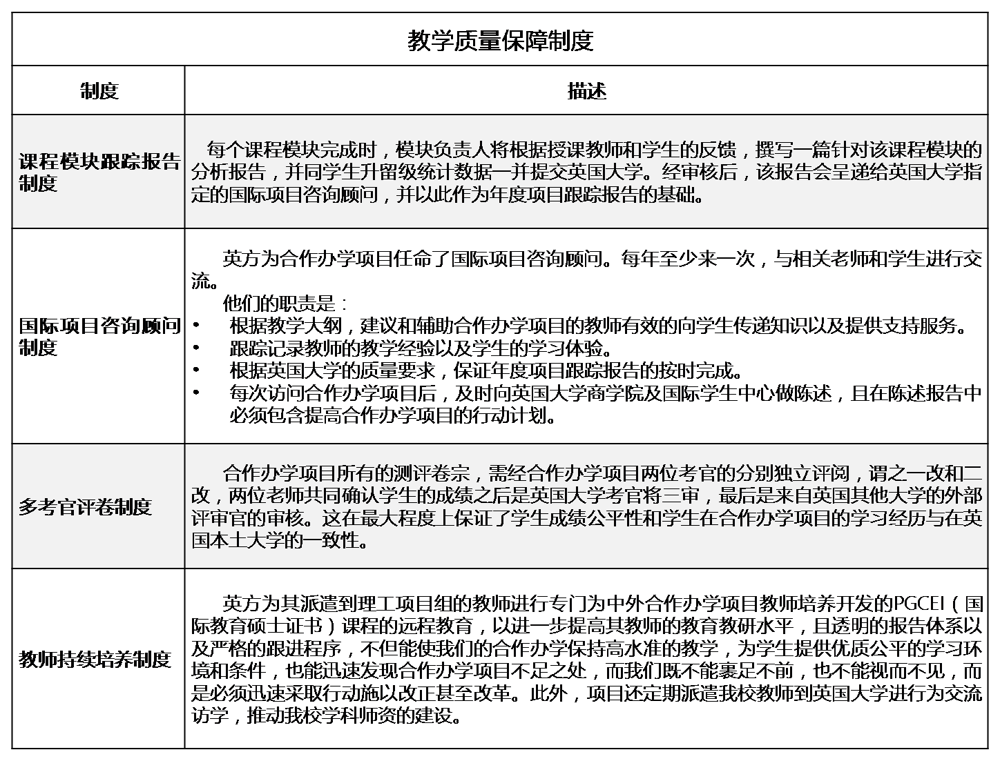 教学质量保障制度
制度
描述
课程模块跟踪报告
制度
每个课程模块完成时，模块负责人将根据授课教师和学生的反馈，撰写一篇针对该课程模块的
分析报告，并同学生升留级统计数据一并提交英国大学。经审核后，该报告会呈递给英国大学指
定的国际项目咨询顾问，并以此作为年度项目跟踪报告的基础。
国际项目咨询顾问
制度
英方为合作办学项目任命了国际项目咨询顾问。每年至少来一次，与相关老师和学生进行交
流。
他们的职责是：
• 根据教学大纲，建议和辅助合作办学项目的教师有效的向学生传递知识以及提供支持服务。
• 跟踪记录教师的教学经验以及学生的学习体验。
• 根据英国大学的质量要求，保证年度项目跟踪报告的按时完成。
• 每次访问合作办学项目后，及时向英国大学商学院及国际学生中心做陈述，且在陈述报告中
必须包含提高合作办学项目的行动计划。
多考官评卷制度
合作办学项目所有的测评卷宗，需经合作办学项目两位考官的分别独立评阅，谓之一改和二
改，两位老师共同确认学生的成绩之后是英国大学考官将三审，最后是来自英国其他大学的外部
评审官的审核。这在最大程度上保证了学生成绩公平性和学生在合作办学项目的学习经历与在英
国本土大学的一致性。
教师持续培养制度
英方为其派遣到理工项目组的教师进行专门为中外合作办学项目教师培养开发的PGCEI（国
际教育硕士证书）课程的远程教育，以进一步提高其教师的教育教研水平，且透明的报告体系以
及严格的跟进程序，不但能使我们的合作办学保持高水准的教学，为学生提供优质公平的学习环
境和条件，也能迅速发现合作办学项目不足之处，而我们既不能裹足不前，也不能视而不见，而
是必须迅速采取行动施以改正甚至改革。此外，项目还定期派遣我校教师到英国大学进行为交流
访学，推动我校学科师资的建设。